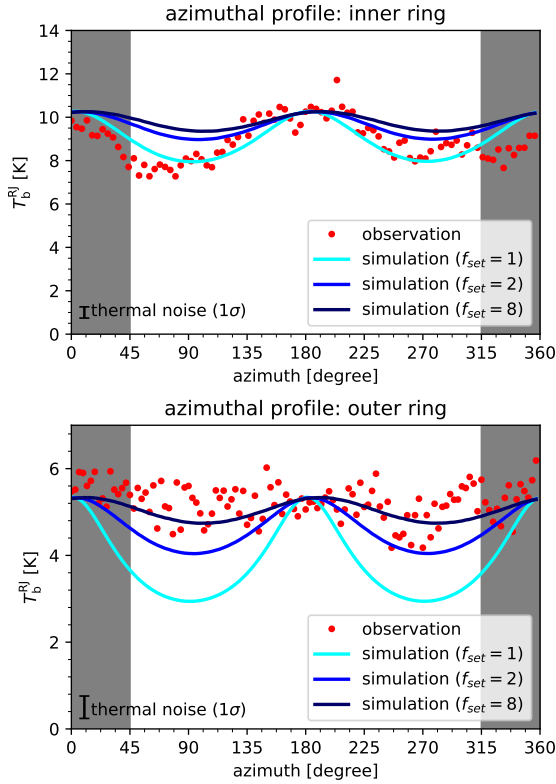 azimuthal profile: inner ring
14
12
10
8
6
4
2
0
T_b^RJ [K]
observation
simulation (f_set = 1)
simulation (f_set = 2)
simulation (f_set = 8)
thermal noise (1σ)
0 45 90 135 180 225 270 315 360
azimuth [degree]
azimuthal profile: outer ring
6
4
2
0
T_b^RJ [K]
observation
simulation (f_set = 1)
simulation (f_set = 2)
simulation (f_set = 8)
thermal noise (1σ)
0 45 90 135 180 225 270 315 360
azimuth [degree]